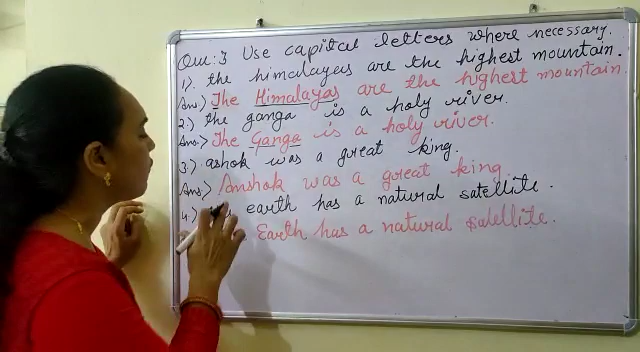 Que: 3 Use capital letters where necessary.
1). the himalayas are the highest mountain.
Ans > The Himalayas are the highest mountain.
2.) the ganga is a holy river.
Ans:> The Ganga is a holy river.
3.) ashok was a great king.
Ans > Anshok was a great king
4.) earth has a natural satellite.
Earth has a natural satellite.